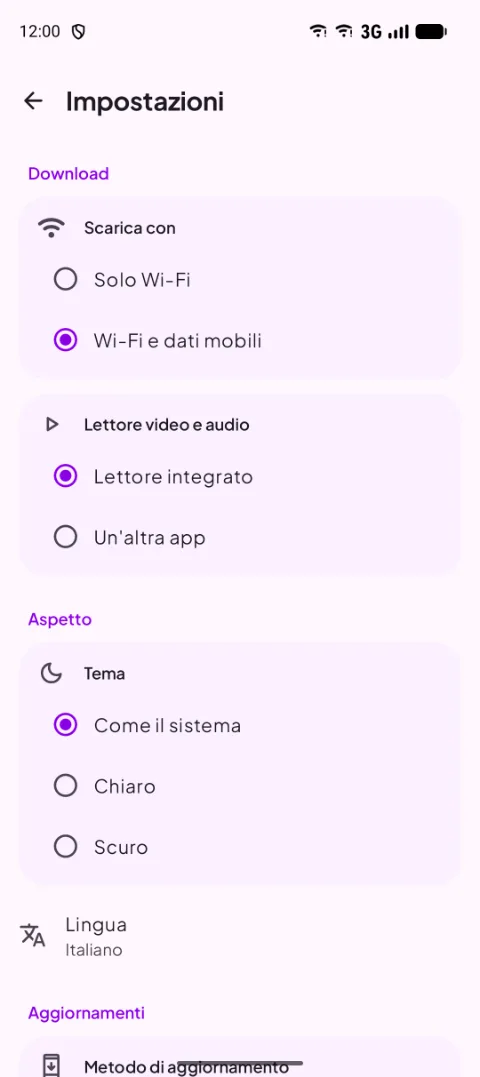 12:00
3G
Impostazioni
Download
Scarica con
Solo Wi-Fi
Wi-Fi e dati mobili
Lettore video e audio
Lettore integrato
Un'altra app
Aspetto
Tema
Come il sistema
Chiaro
Scuro
Lingua
Italiano
Aggiornamenti
Metodo di aggiornamento